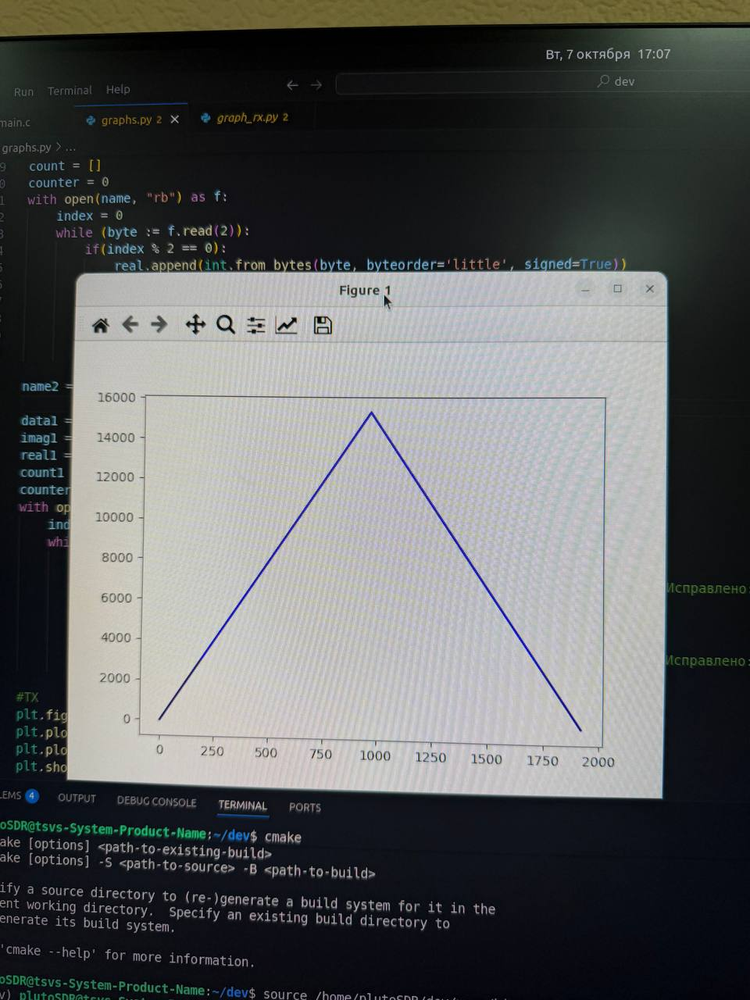 Вт, 7 октября 17:07
Run Terminal Help
dev
main.c
graphs.py 2
graph_rx.py 2
graphs.py > ...
count = []
counter = 0
with open(name, "rb") as f:
index = 0
while (byte := f.read(2)):
if(index % 2 == 0):
real.append(int.from_bytes(byte, byteorder='little', signed=True))
Figure 1
name2 =
data1 =
imag1 =
real1 =
count1
counter
with op
ind
whi
16000
14000
12000
10000
8000
6000
4000
2000
0
0 250 500 750 1000 1250 1500 1750 2000
Исправлено:
Исправлено:
#TX
plt.fig
plt.plo
plt.plo
plt.sho
LEMS 4 OUTPUT DEBUG CONSOLE TERMINAL PORTS
oSDR@tsvs-System-Product-Name:~/dev$ cmake
ake [options] <path-to-existing-build>
ake [options] -S <path-to-source> -B <path-to-build>
ify a source directory to (re-)generate a build system for it in the
ent working directory. Specify an existing build directory to
enerate its build system.
'cmake --help' for more information.
oSDR@tsvs-System-Product-Name:~/dev$ source /home/plutoSDR/dev/
v) plutoSDR@tsvs-System-Product-Name:~/dev$